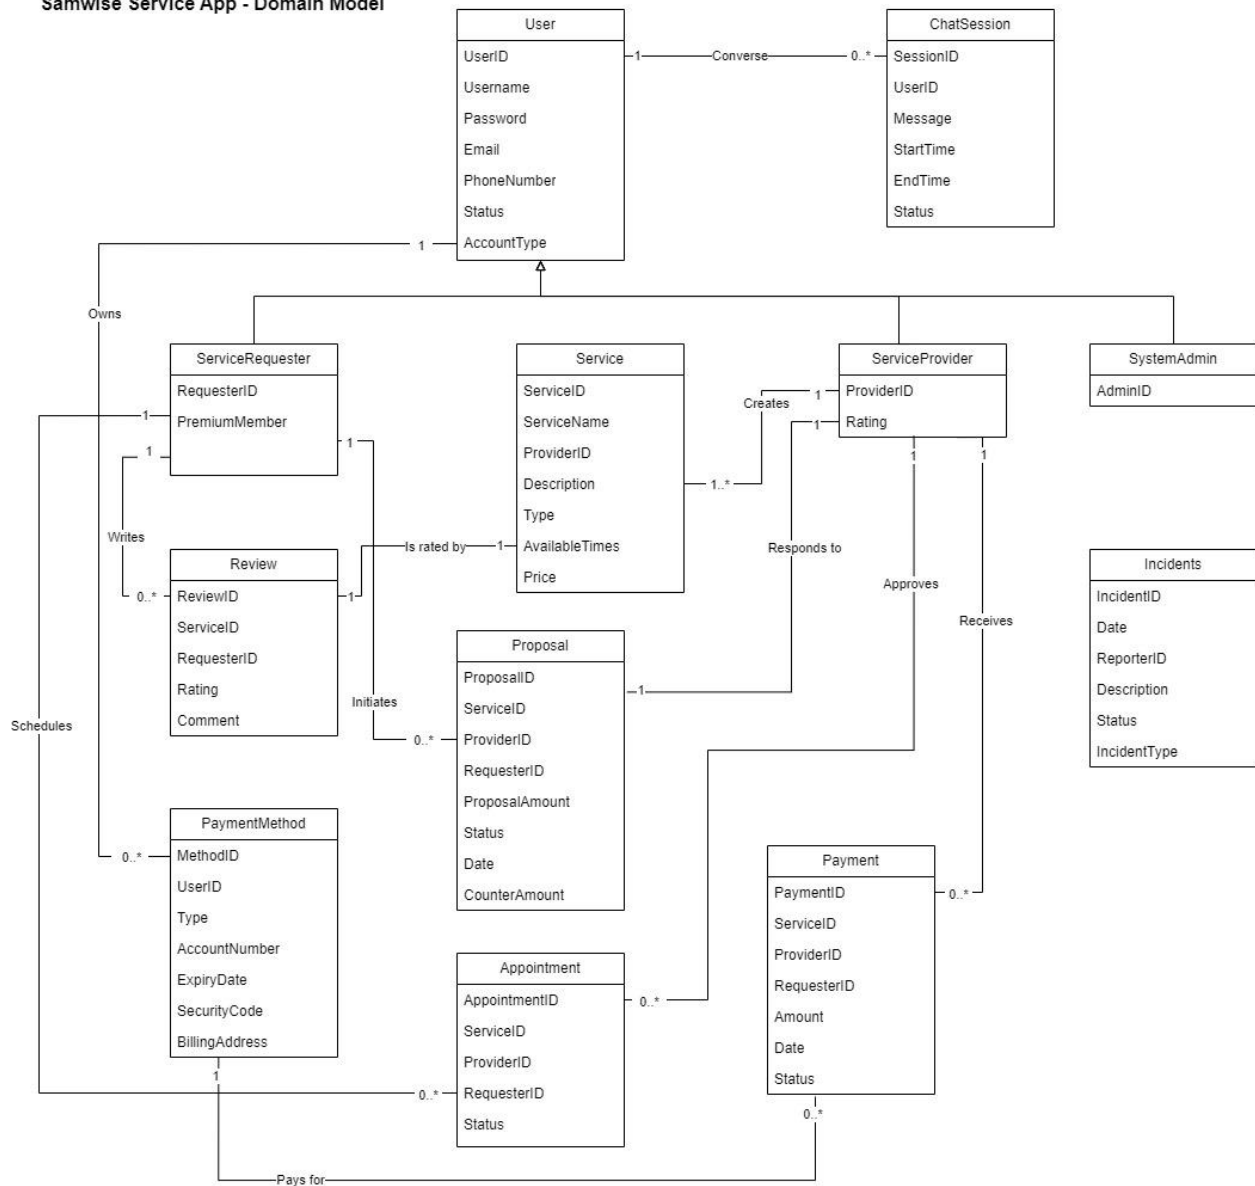 Samwise Service App - Domain Model
User
UserID
Username
Password
Email
PhoneNumber
Status
AccountType
1
Converse
0..*
ChatSession
SessionID
UserID
Message
StartTime
EndTime
Status
1
Owns
ServiceRequester
RequesterID
PremiumMember
1
1
1
Service
ServiceID
ServiceName
ProviderID
Description
Type
AvailableTimes
Price
Creates
1
1..*
ServiceProvider
ProviderID
Rating
1
1
1
SystemAdmin
AdminID
Writes
0..*
Review
ReviewID
ServiceID
RequesterID
Rating
Comment
1
Is rated by
1
Responds to
Approves
Receives
Incidents
IncidentID
Date
ReporterID
Description
Status
IncidentType
Schedules
Initiates
0..*
Proposal
ProposalID
ServiceID
ProviderID
RequesterID
ProposalAmount
Status
Date
CounterAmount
1
0..*
PaymentMethod
MethodID
UserID
Type
AccountNumber
ExpiryDate
SecurityCode
BillingAddress
1
Payment
PaymentID
ServiceID
ProviderID
RequesterID
Amount
Date
Status
0..*
0..*
Appointment
AppointmentID
ServiceID
ProviderID
RequesterID
Status
0..*
0..*
Pays for